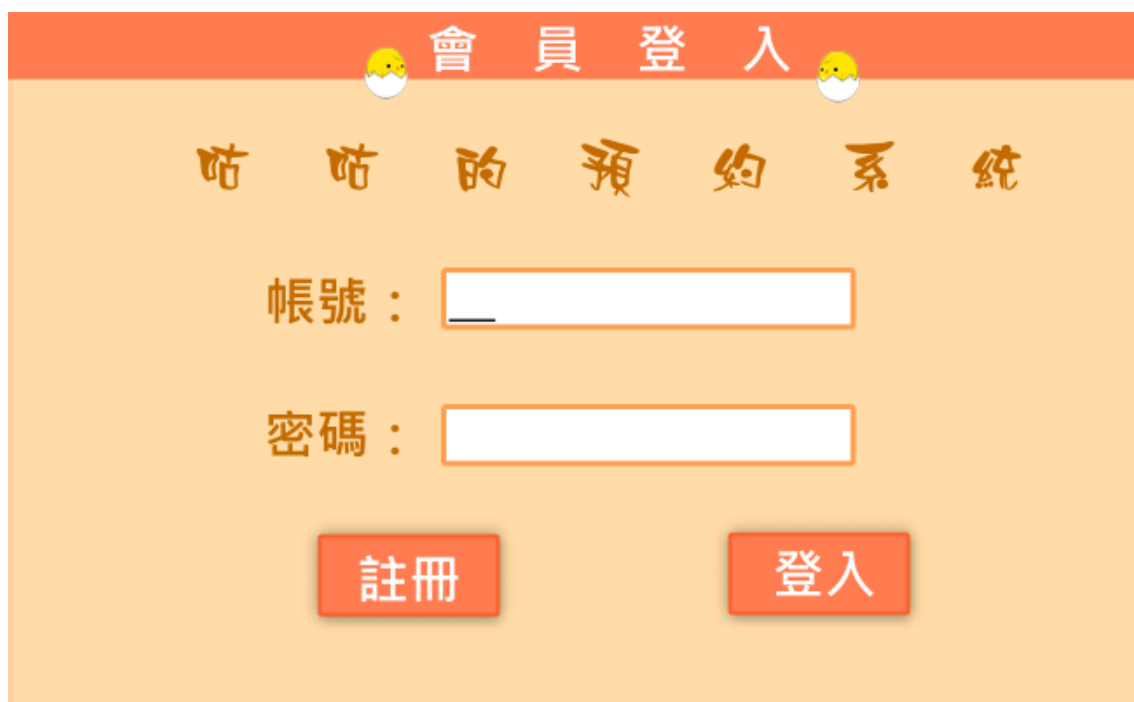 會員登入
咕咕的預約系統
帳號：
密碼：
註冊 登入